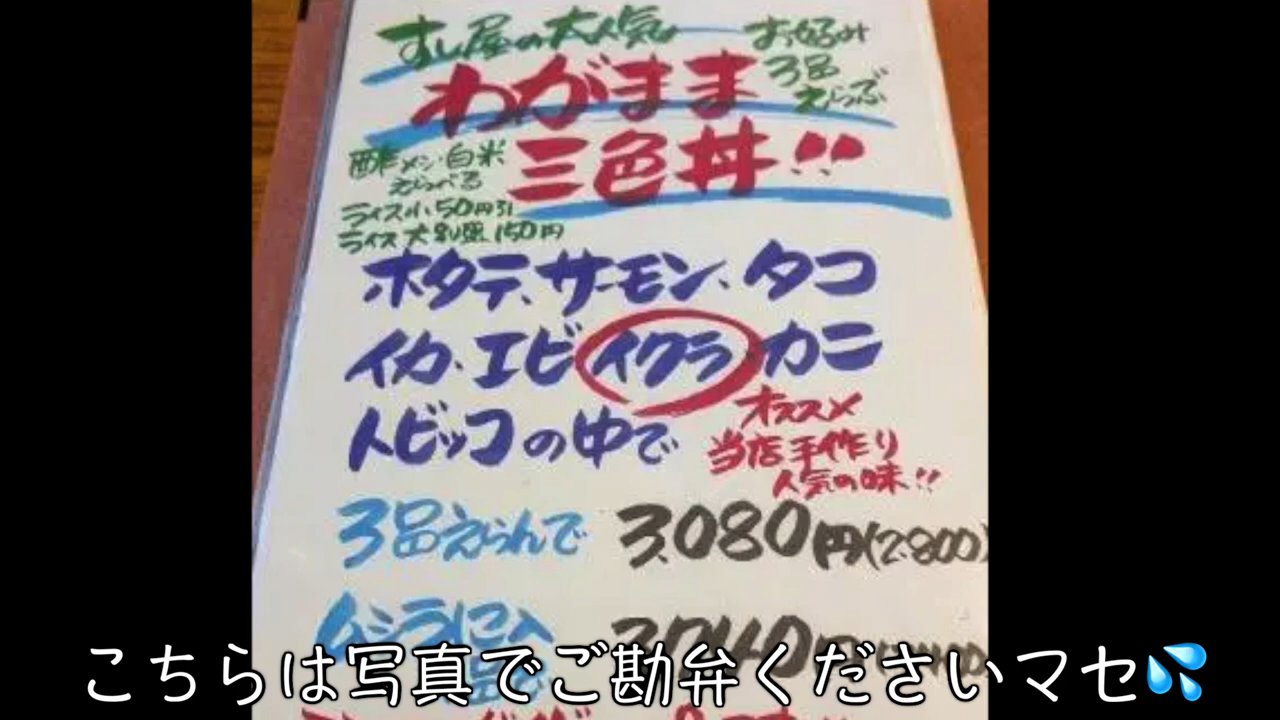 すし屋の大人気
お好み
3品
えらぶ
わがまま
三色丼!!
酢メシ・白米
えらべる
ライス小、50円引
ライス大別途、150円
ホタテ、サーモン、タコ
イカ、エビ イクラ カニ
トビッコの中で
オススメ
当店手作り
人気の味!!
3品えらんで 3,080円(2,800)
こちらは写真でご勘弁くださいマセ💦